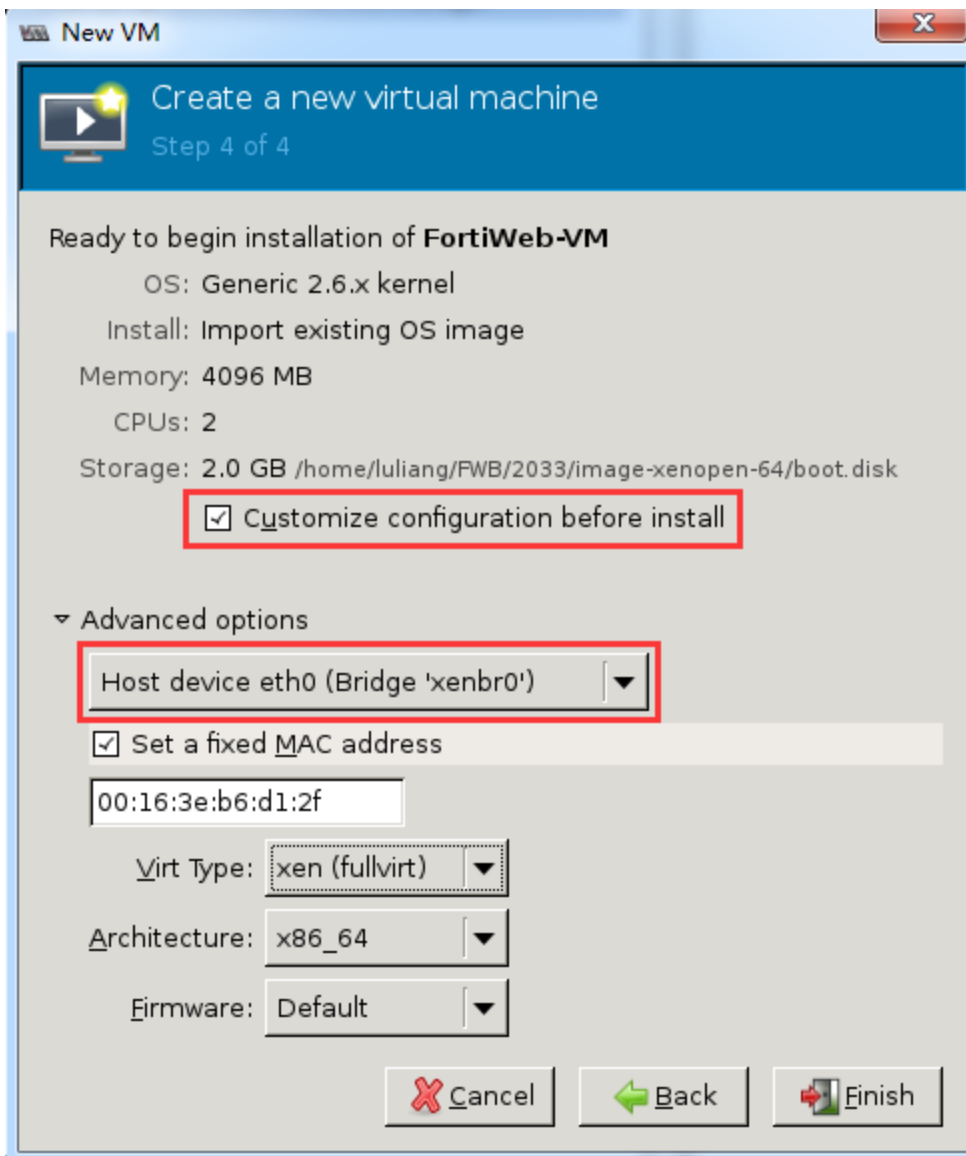 New VM
Create a new virtual machine
Step 4 of 4
Ready to begin installation of FortiWeb-VM
OS: Generic 2.6.x kernel
Install: Import existing OS image
Memory: 4096 MB
CPUs: 2
Storage: 2.0 GB /home/luliang/FWB/2033/image-xenopen-64/boot.disk
Customize configuration before install
Advanced options
Host device eth0 (Bridge 'xenbr0')
Set a fixed MAC address
00:16:3e:b6:d1:2f
Virt Type: xen (fullvirt)
Architecture: x86_64
Firmware: Default
Cancel Back Finish